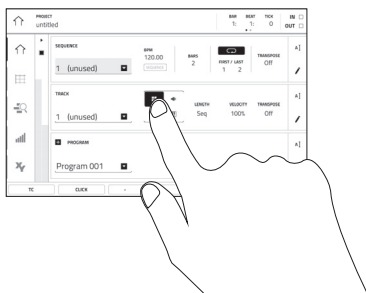 PROJECT
untitled
BAR BEAT TICK
1: 1: 0
IN
OUT
SEQUENCE
1 (unused)
BPM
120.00
BARS
2
FIRST / LAST
1 2
TRANSPOSE
Off
TRACK
1 (unused)
LENGTH
Seq
VELOCITY
100%
TRANSPOSE
Off
PROGRAM
Program 001
TC
CLICK
-